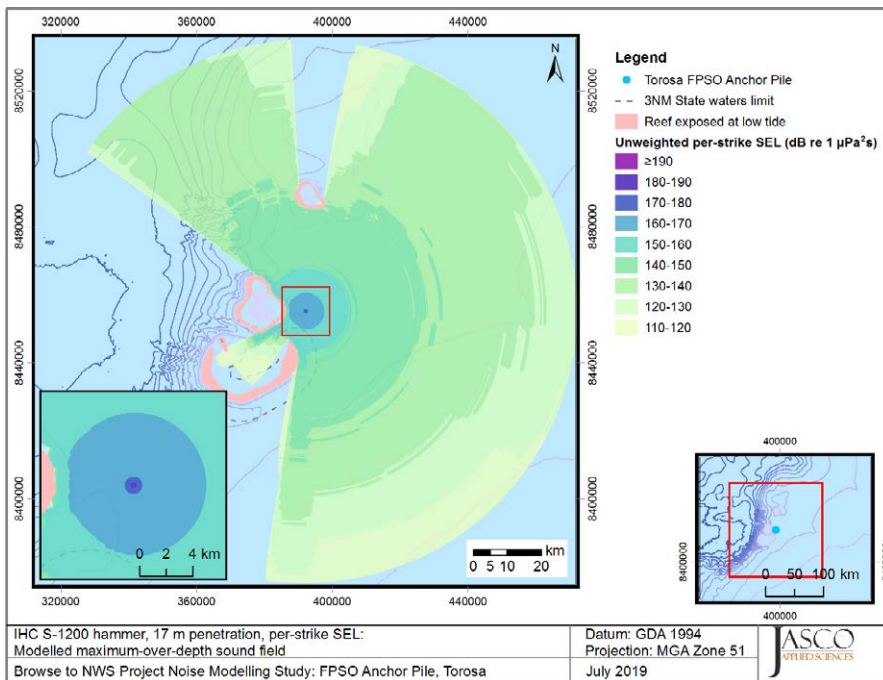 320000
360000
400000
440000
8520000
8480000
8440000
8400000
8520000
8480000
8440000
8400000
N
0 2 4 km
km
0 5 10 20
320000
360000
400000
440000
Legend
Torosa FPSO Anchor Pile
3NM State waters limit
Reef exposed at low tide
Unweighted per-strike SEL (dB re 1 µPa²s)
≥190
180-190
170-180
160-170
150-160
140-150
130-140
120-130
110-120
400000
8400000
0 50 100 km
400000
IHC S-1200 hammer, 17 m penetration, per-strike SEL:
Modelled maximum-over-depth sound field
Browse to NWS Project Noise Modelling Study: FPSO Anchor Pile, Torosa
Datum: GDA 1994
Projection: MGA Zone 51
July 2019
JASCO
APPLIED SCIENCES